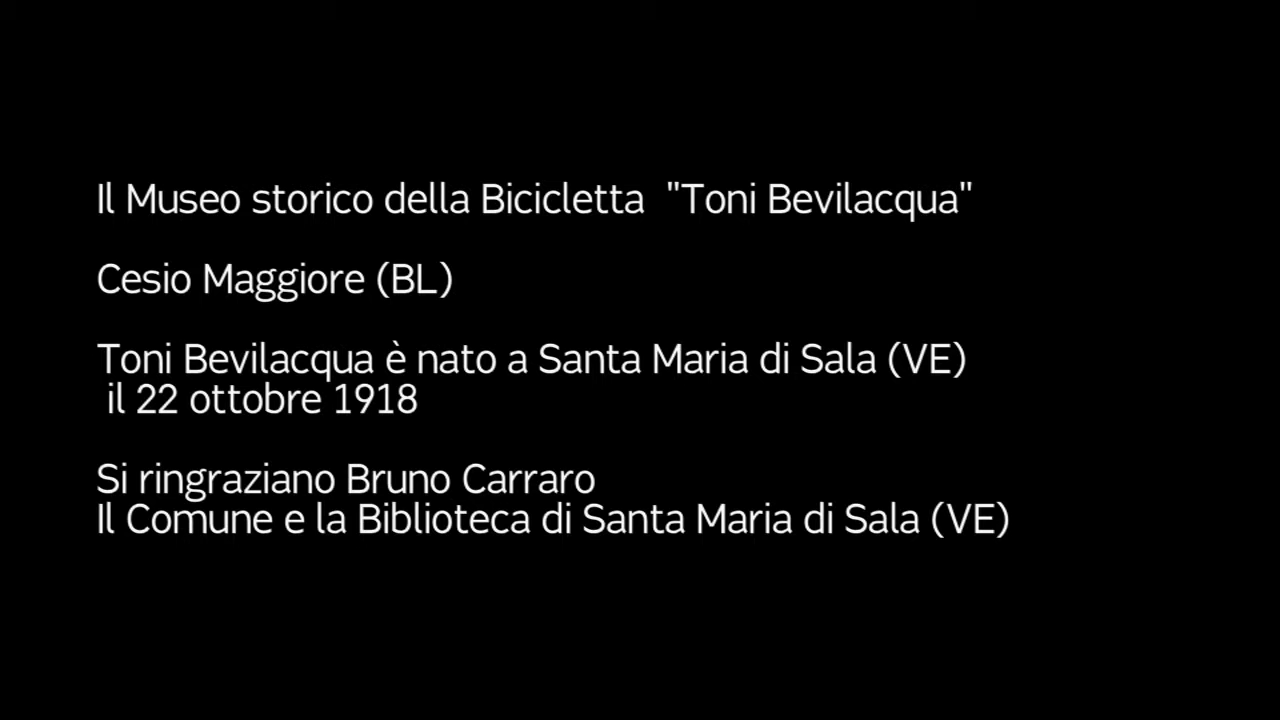 Il Museo storico della Bicicletta  "Toni Bevilacqua"
Cesio Maggiore (BL)
Toni Bevilacqua è nato a Santa Maria di Sala (VE)
il 22 ottobre 1918
Si ringraziano Bruno Carraro
Il Comune e la Biblioteca di Santa Maria di Sala (VE)